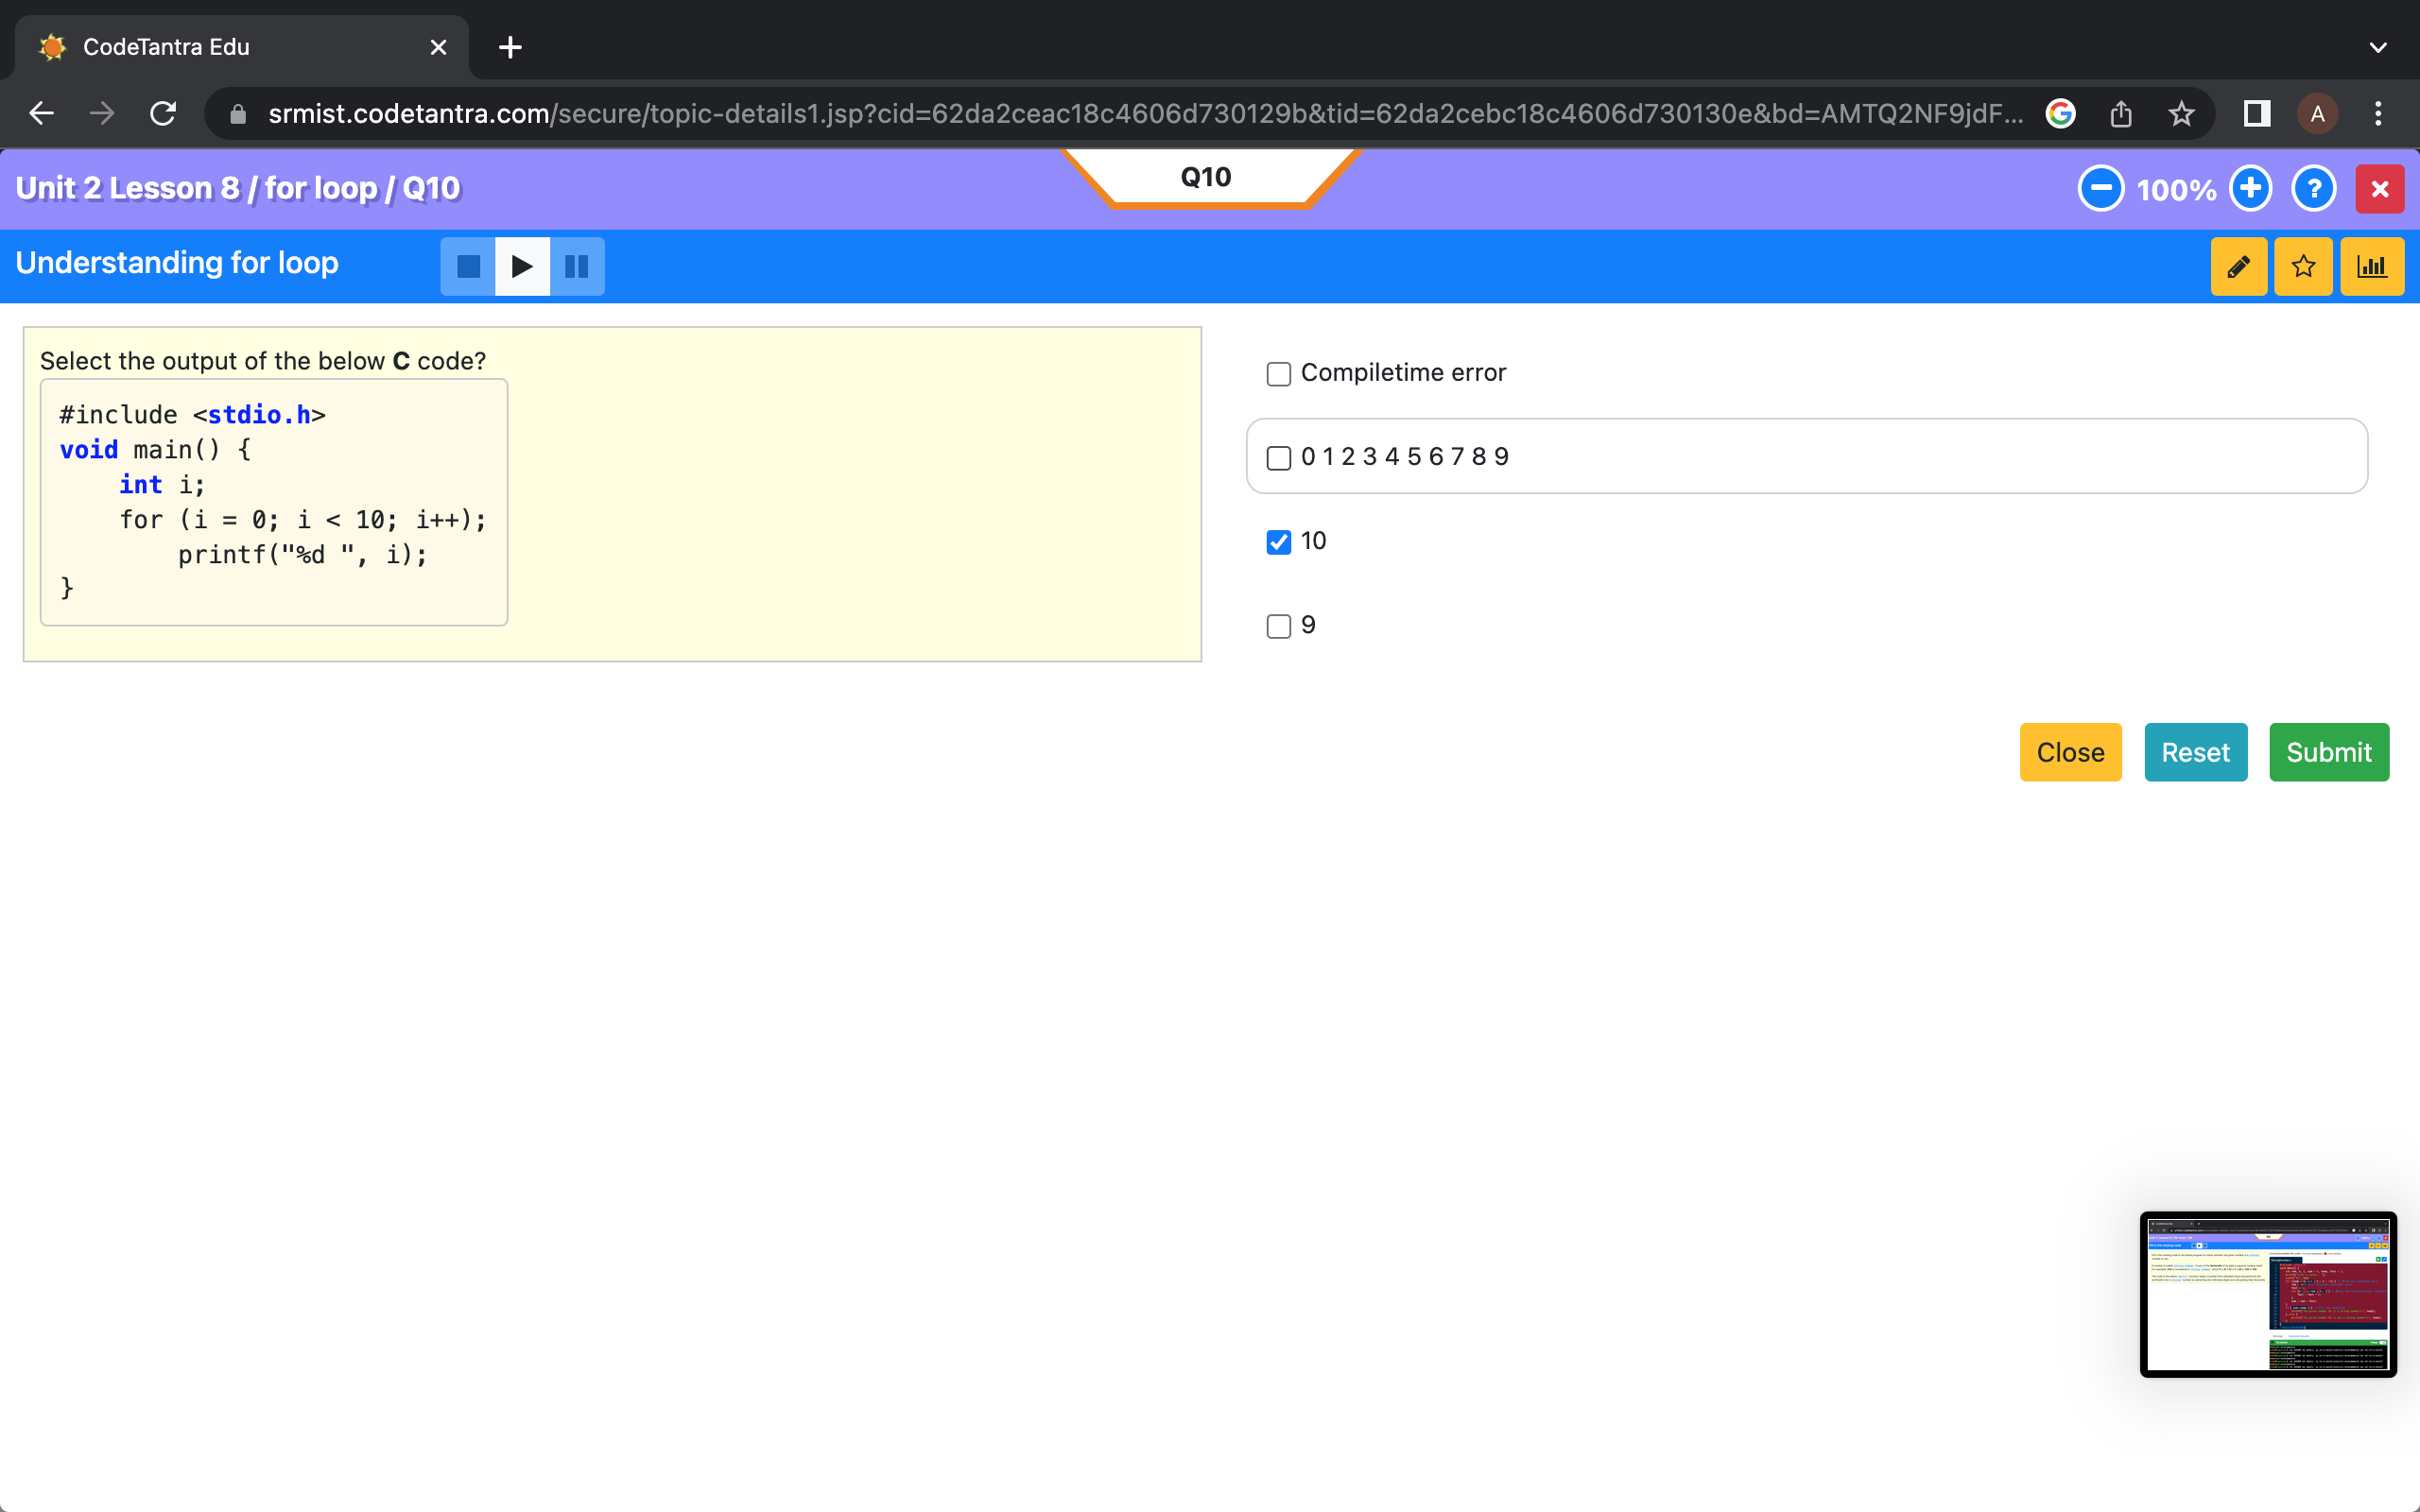 CodeTantra Edu
srmist.codetantra.com/secure/topic-details1.jsp?cid=62da2ceac18c4606d730129b&tid=62da2cebc18c4606d730130e&bd=AMTQ2NF9jdF...
A
Unit 2 Lesson 8 / for loop / Q10
Q10
100%
?
Understanding for loop
Select the output of the below C code?
#include <stdio.h>
void main() {
    int i;
    for (i = 0; i < 10; i++);
        printf("%d ", i);
}
Compiletime error
0 1 2 3 4 5 6 7 8 9
10
9
Close
Reset
Submit